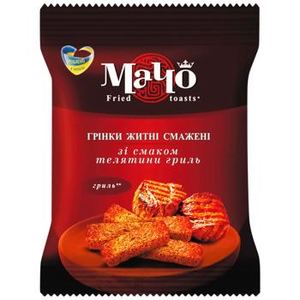 Мачо
Fried toasts*
ГРІНКИ ЖИТНІ СМАЖЕНІ
зі смаком
телятини гриль
гриль**